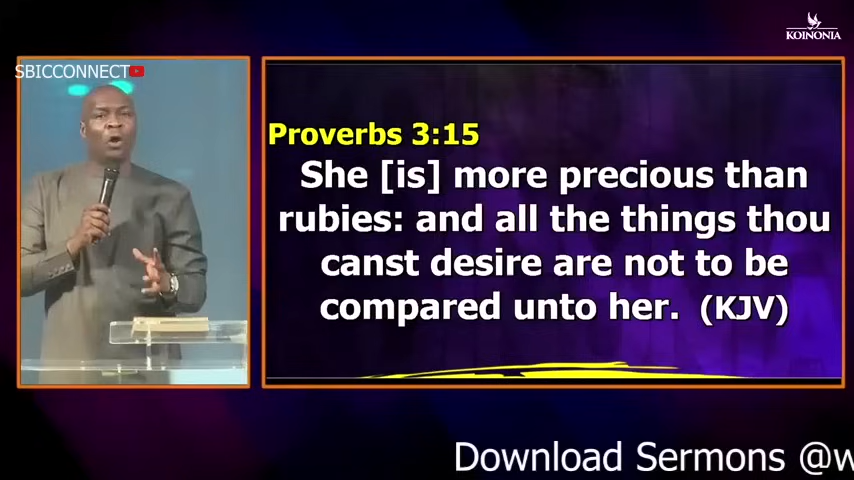 KOINONIA
SBICCONNECT
Proverbs 3:15
She [is] more precious than
rubies: and all the things thou
canst desire are not to be
compared unto her. (KJV)
Download Sermons @w